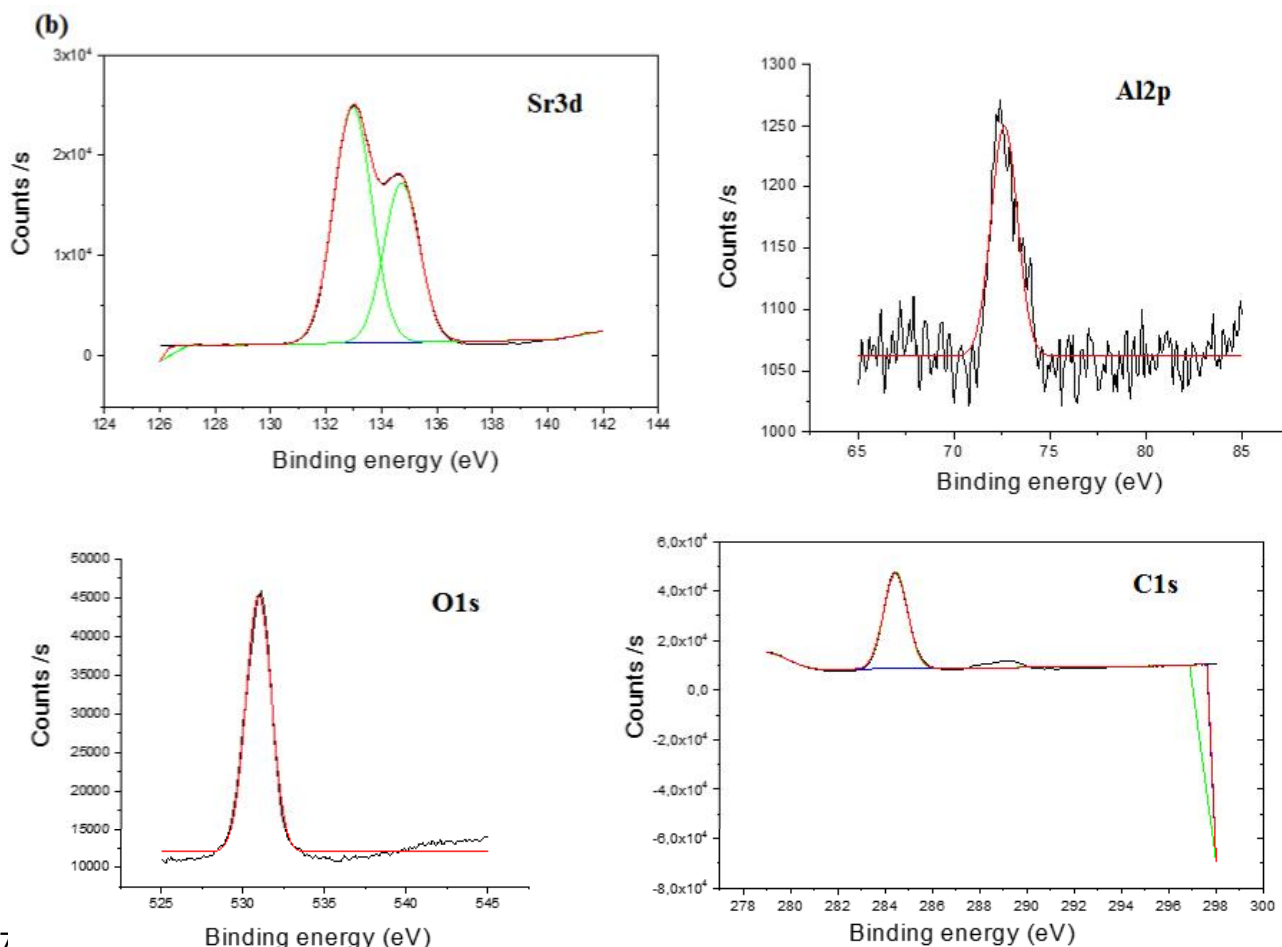 (b)
Sr3d
3x10⁴
2x10⁴
1x10⁴
0
Counts /s
124 126 128 130 132 134 136 138 140 142 144
Binding energy (eV)
Al2p
1300
1250
1200
1150
1100
1050
1000
Counts /s
65 70 75 80 85
Binding energy (eV)
O1s
50000
45000
40000
35000
30000
25000
20000
15000
10000
Counts /s
525 530 535 540 545
Binding energy (eV)
C1s
6,0x10⁴
4,0x10⁴
2,0x10⁴
0,0
-2,0x10⁴
-4,0x10⁴
-6,0x10⁴
-8,0x10⁴
Counts /s
278 280 282 284 286 288 290 292 294 296 298 300
Binding energy (eV)